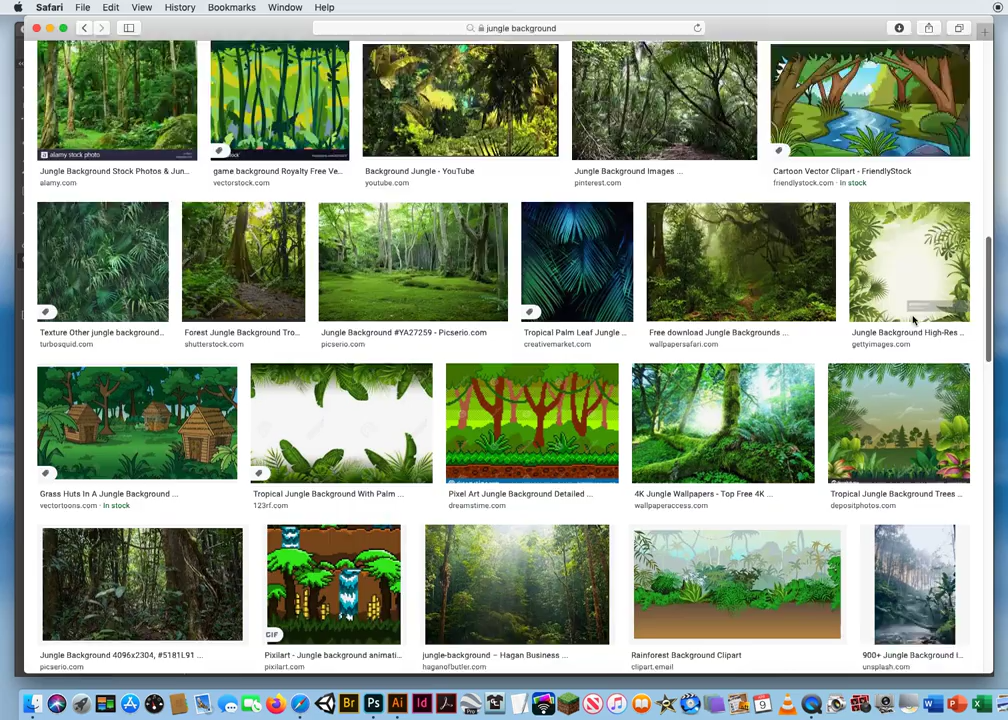 Safari File Edit View History Bookmarks Window Help
jungle background
alamy stock photo
Jungle Background Stock Photos & Jun...
alamy.com
game background Royalty Free Ve...
vectorstock.com
Background Jungle - YouTube
youtube.com
Jungle Background Images ...
pinterest.com
Cartoon Vector Clipart - FriendlyStock
friendlystock.com · In stock
Texture Other jungle background...
turbosquid.com
Forest Jungle Background Tro...
shutterstock.com
Jungle Background #YA27259 - Picserio.com
picserio.com
Tropical Palm Leaf Jungle ...
creativemarket.com
Free download Jungle Backgrounds ...
wallpapersafari.com
Jungle Background High-Res ...
gettyimages.com
Grass Huts In A Jungle Background ...
vectortoons.com · In stock
Tropical Jungle Background With Palm ...
123rf.com
Pixel Art Jungle Background Detailed ...
dreamstime.com
4K Jungle Wallpapers - Top Free 4K ...
wallpaperaccess.com
Tropical Jungle Background Trees ...
depositphotos.com
Jungle Background 4096x2304, #5181L91 ...
picserio.com
GIF
Pixilart - Jungle background animati...
pixilart.com
jungle-background – Hagan Business ...
haganofbutler.com
Rainforest Background Clipart
clipart.email
900+ Jungle Background I...
unsplash.com
Br Ps Ai Id
9
W P X